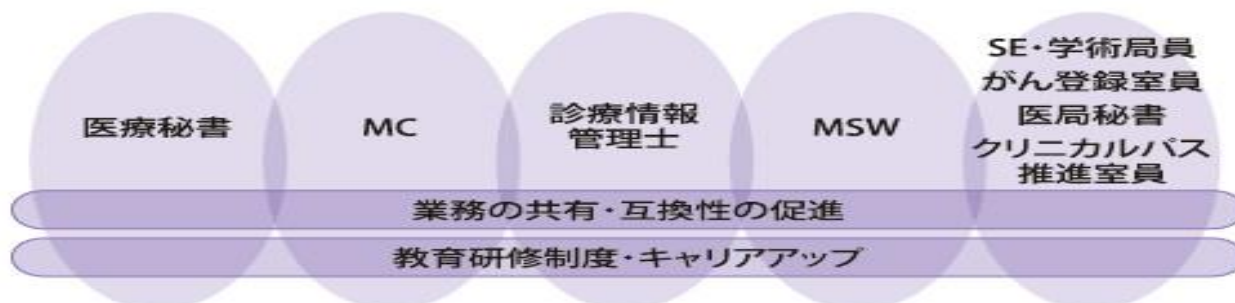 医療秘書
MC
診療情報
管理士
MSW
SE・学術局員
がん登録室員
医局秘書
クリニカルパス
推進室員
業務の共有・互換性の促進
教育研修制度・キャリアアップ